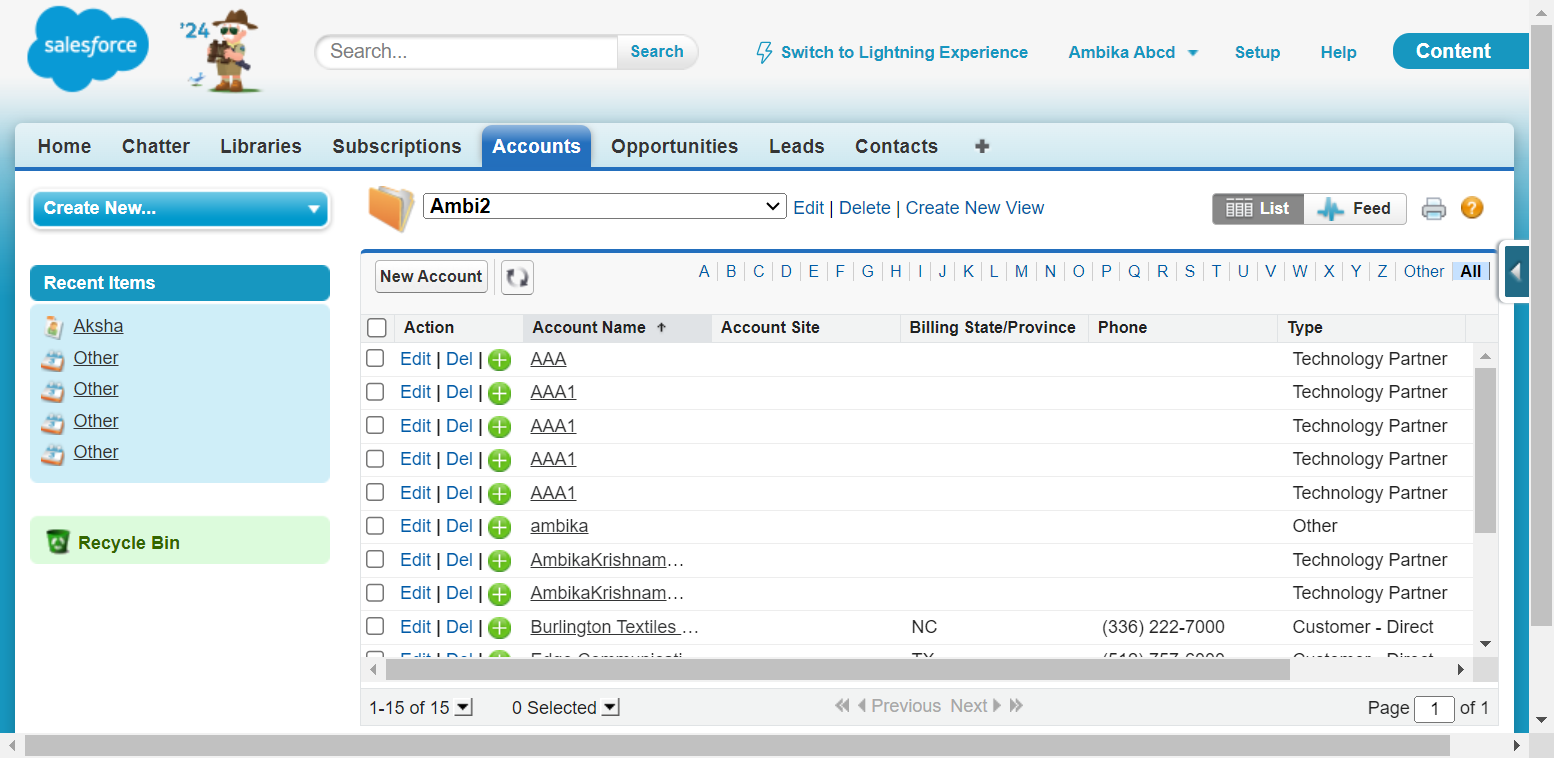 salesforce
'24
Search...
Search
Switch to Lightning Experience
Ambika Abcd
Setup
Help
Content
Home Chatter Libraries Subscriptions Accounts Opportunities Leads Contacts
Create New...
Ambi2
Edit | Delete | Create New View
List
Feed
Recent Items
Aksha
Other
Other
Other
Other
Recycle Bin
New Account
A B C D E F G H I J K L M N O P Q R S T U V W X Y Z Other All
Action Account Name Account Site Billing State/Province Phone Type
Edit | Del | AAA Technology Partner
Edit | Del | AAA1 Technology Partner
Edit | Del | AAA1 Technology Partner
Edit | Del | AAA1 Technology Partner
Edit | Del | AAA1 Technology Partner
Edit | Del | ambika Other
Edit | Del | AmbikaKrishnam... Technology Partner
Edit | Del | AmbikaKrishnam... Technology Partner
Edit | Del | Burlington Textiles ... NC (336) 222-7000 Customer - Direct
1-15 of 15
0 Selected
Previous Next
Page 1 of 1